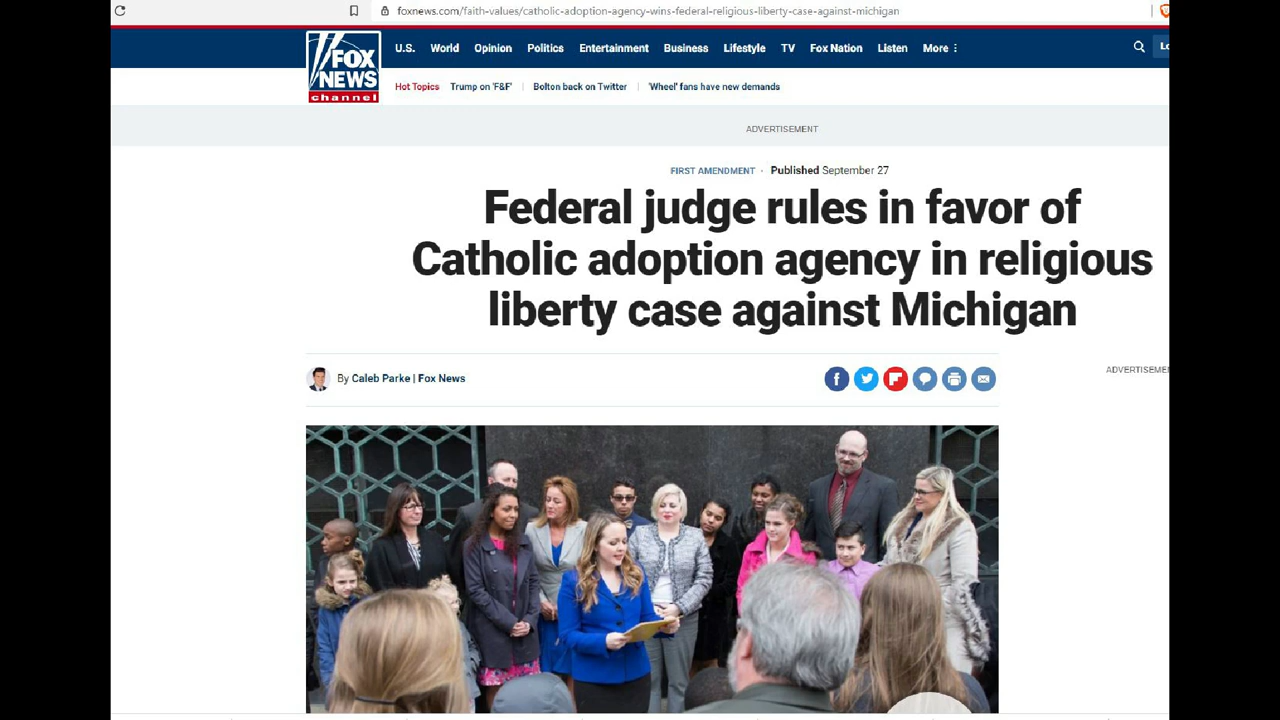 foxnews.com/faith-values/catholic-adoption-agency-wins-federal-religious-liberty-case-against-michigan
FOX NEWS channel
U.S. World Opinion Politics Entertainment Business Lifestyle TV Fox Nation Listen More
Hot Topics Trump on 'F&F' Bolton back on Twitter 'Wheel' fans have new demands
ADVERTISEMENT
FIRST AMENDMENT · Published September 27
Federal judge rules in favor of
Catholic adoption agency in religious
liberty case against Michigan
By Caleb Parke | Fox News